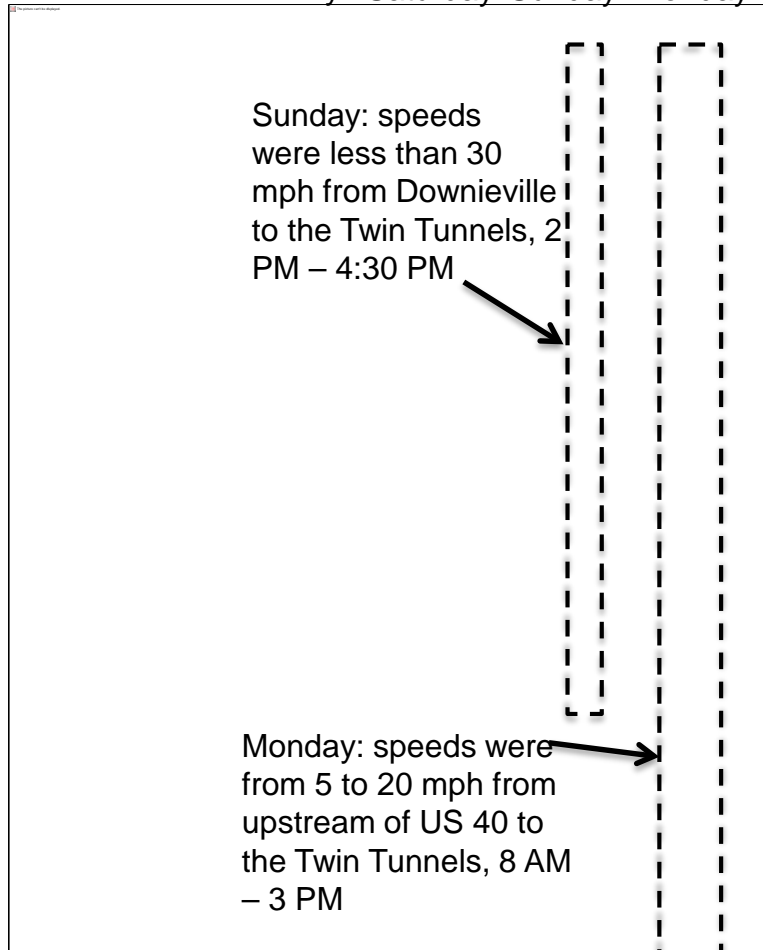 Saturday Sunday
Sunday: speeds
were less than 30
mph from Downieville
to the Twin Tunnels, 2
PM – 4:30 PM
Monday: speeds were
from 5 to 20 mph from
upstream of US 40 to
the Twin Tunnels, 8 AM
– 3 PM